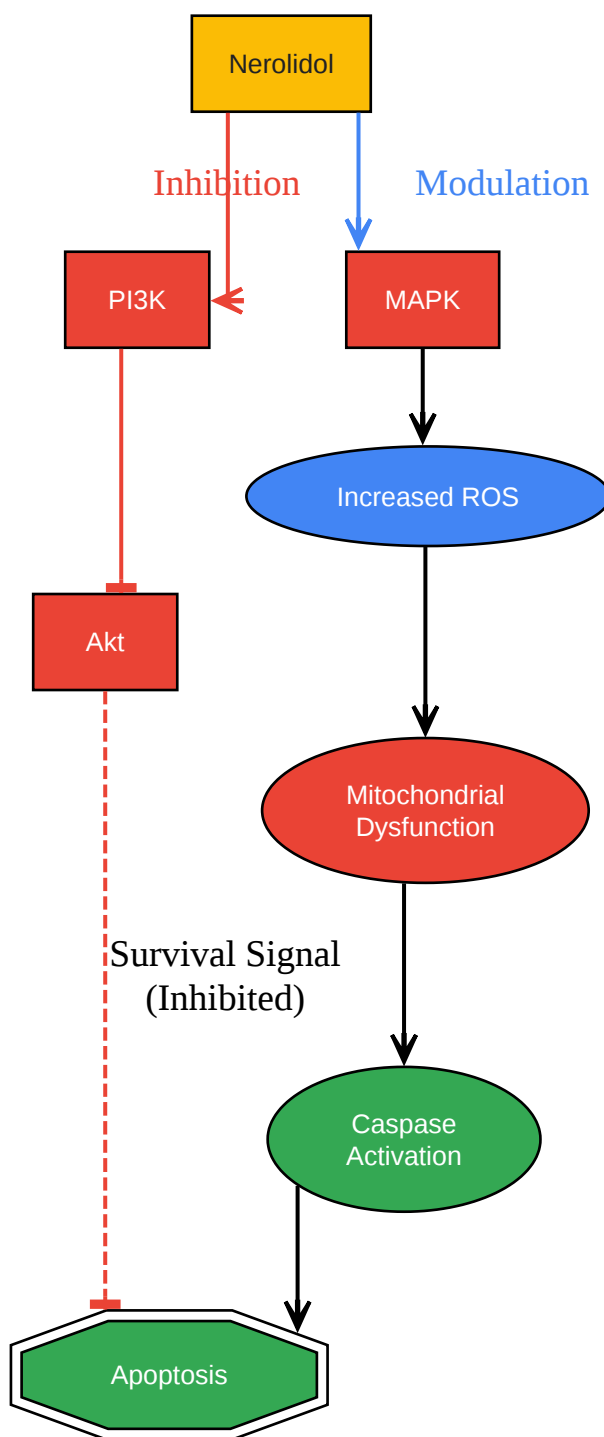 Nerolidol
Inhibition
Modulation
PI3K
MAPK
Increased ROS
Akt
Mitochondrial
Dysfunction
Survival Signal
(Inhibited)
Caspase
Activation
Apoptosis